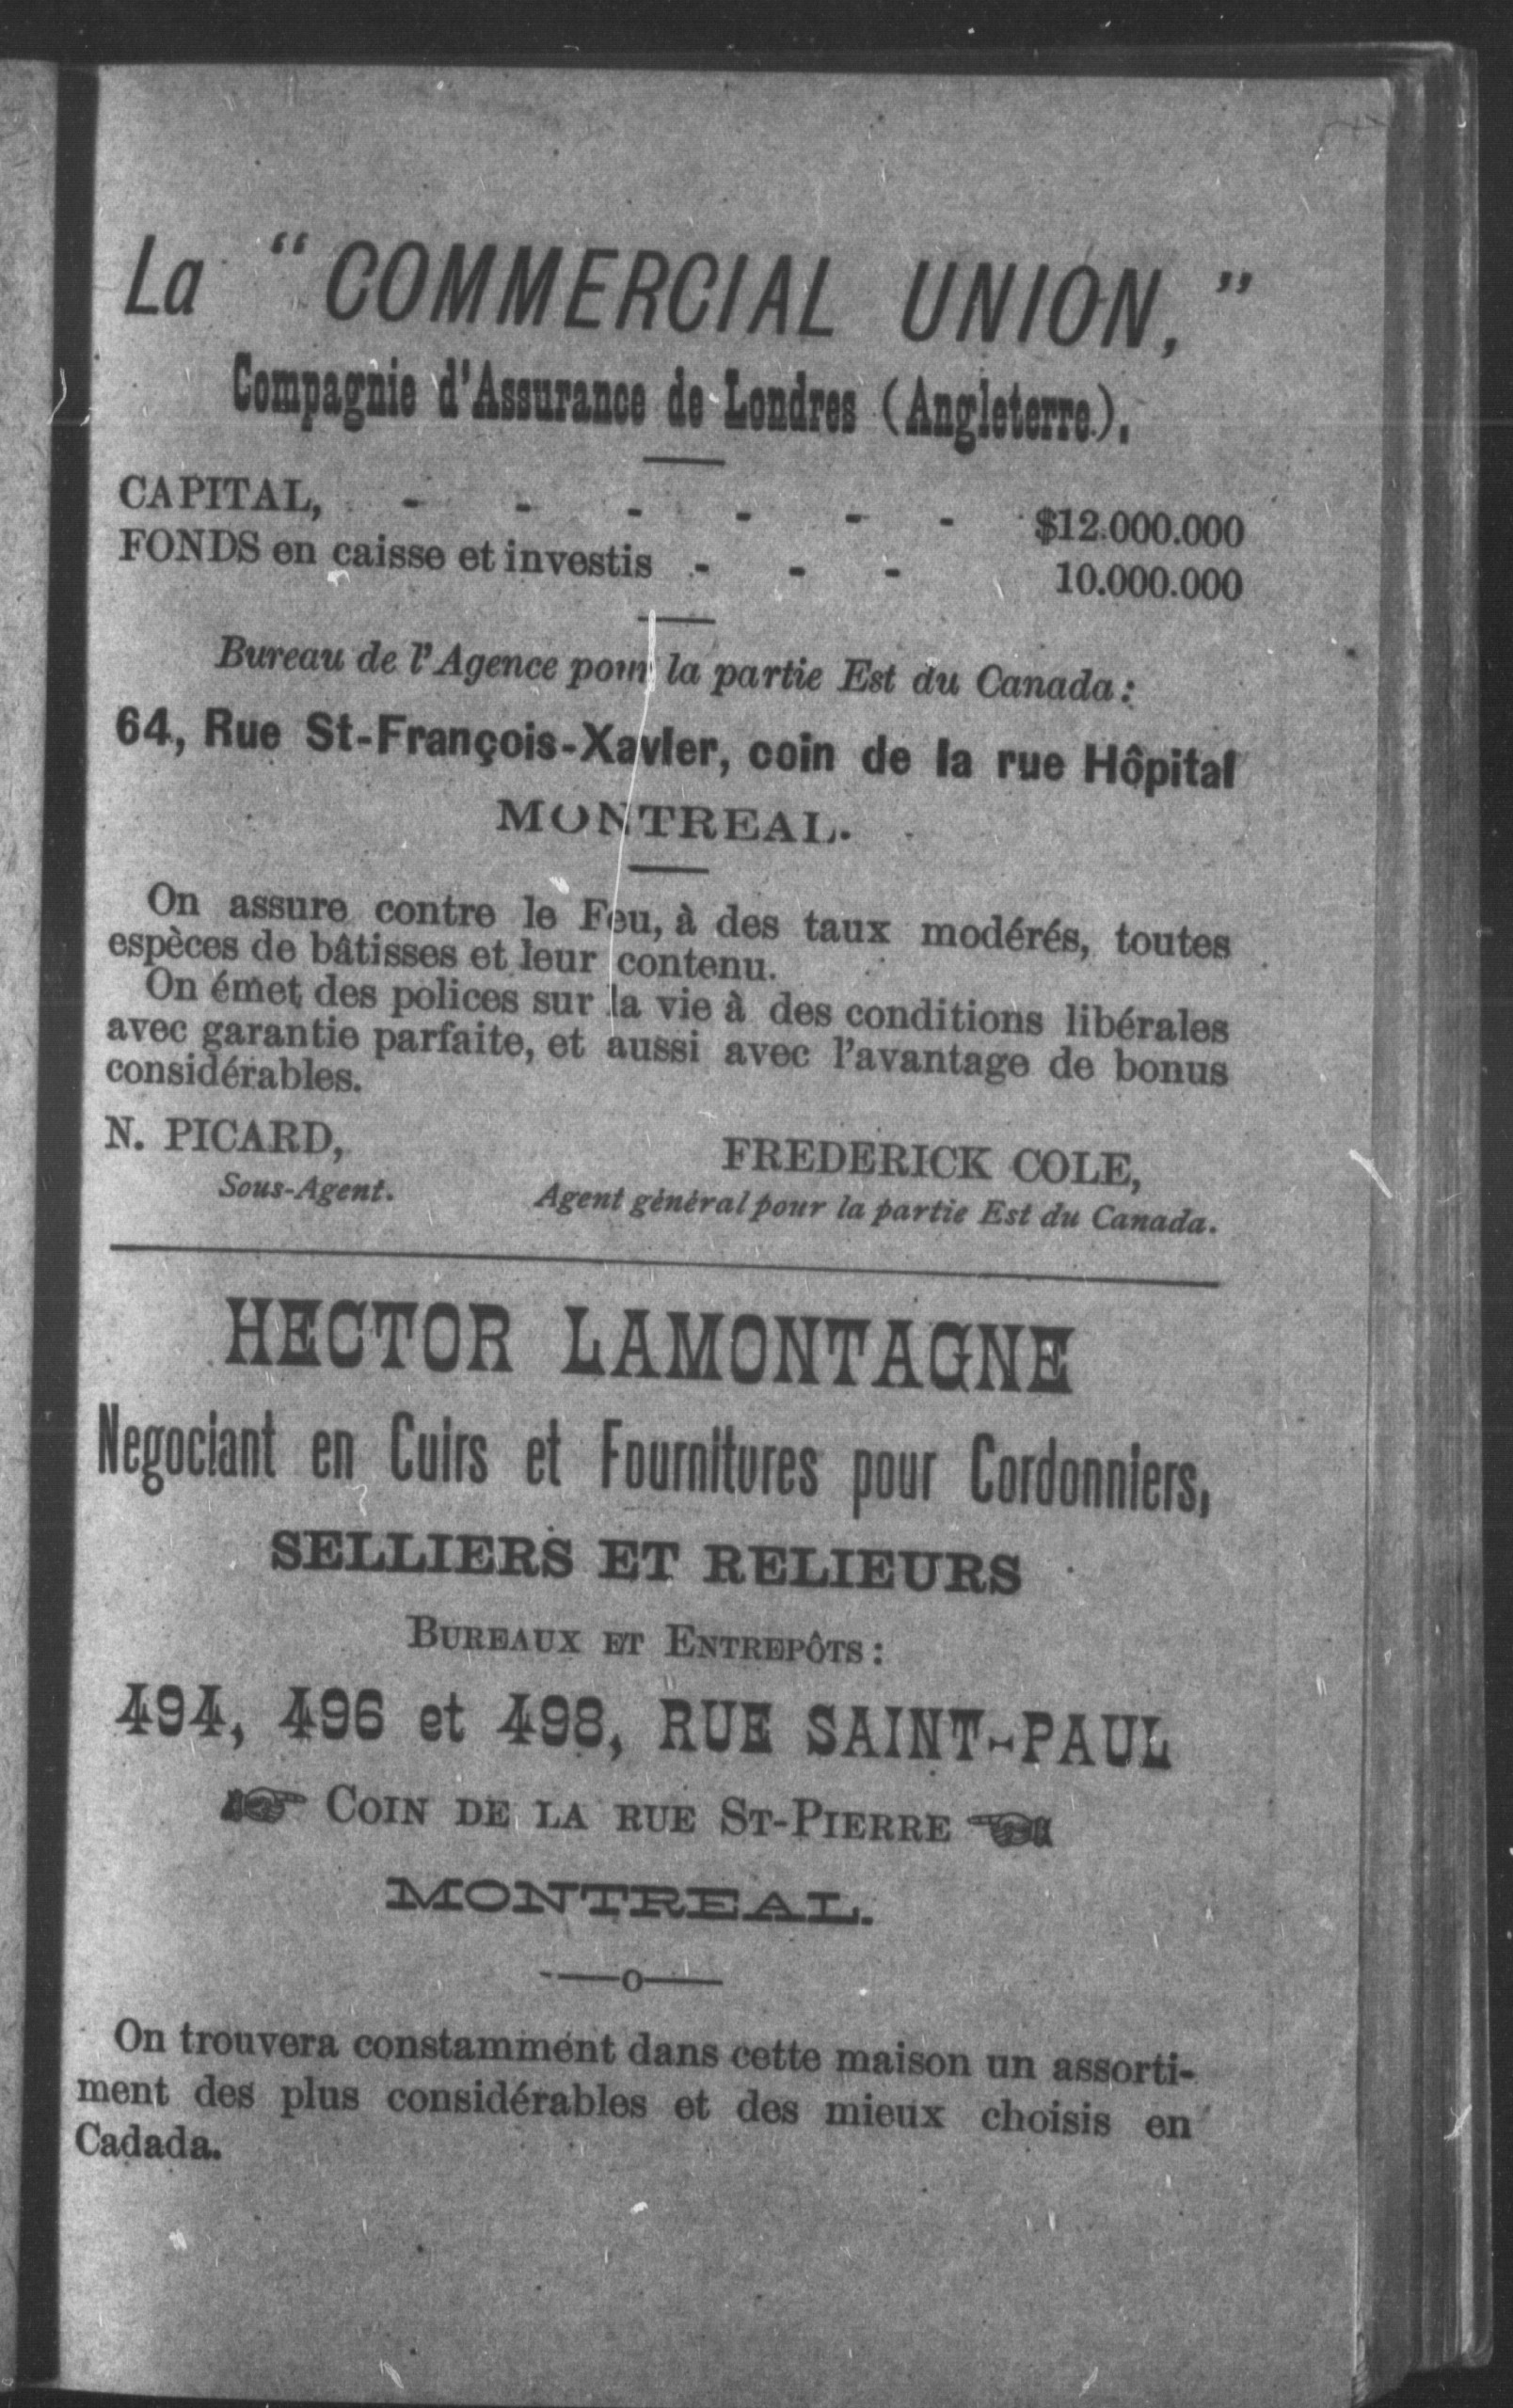 La "COMMERCIAL UNION,"
Compagnie d'Assurance de Londres (Angleterre).
CAPITAL, - - - - - - $12.000.000
FONDS en caisse et investis - - - 10.000.000
Bureau de l'Agence pour la partie Est du Canada:
64, Rue St-François-Xavier, coin de la rue Hôpital
MONTREAL.
On assure contre le Feu, à des taux modérés, toutes
espèces de bâtisses et leur contenu.
On émet des polices sur la vie à des conditions libérales
avec garantie parfaite, et aussi avec l'avantage de bonus
considérables.
N. PICARD,
Sous-Agent.
FREDERICK COLE,
Agent général pour la partie Est du Canada.
HECTOR LAMONTAGNE
Negociant en Cuirs et Fournitures pour Cordonniers,
SELLIERS ET RELIEURS
BUREAUX ET ENTREPÔTS:
494, 496 et 498, RUE SAINT-PAUL
COIN DE LA RUE ST-PIERRE
MONTREAL.
—o—
On trouvera constamment dans cette maison un assorti-
ment des plus considérables et des mieux choisis en
Cadada.